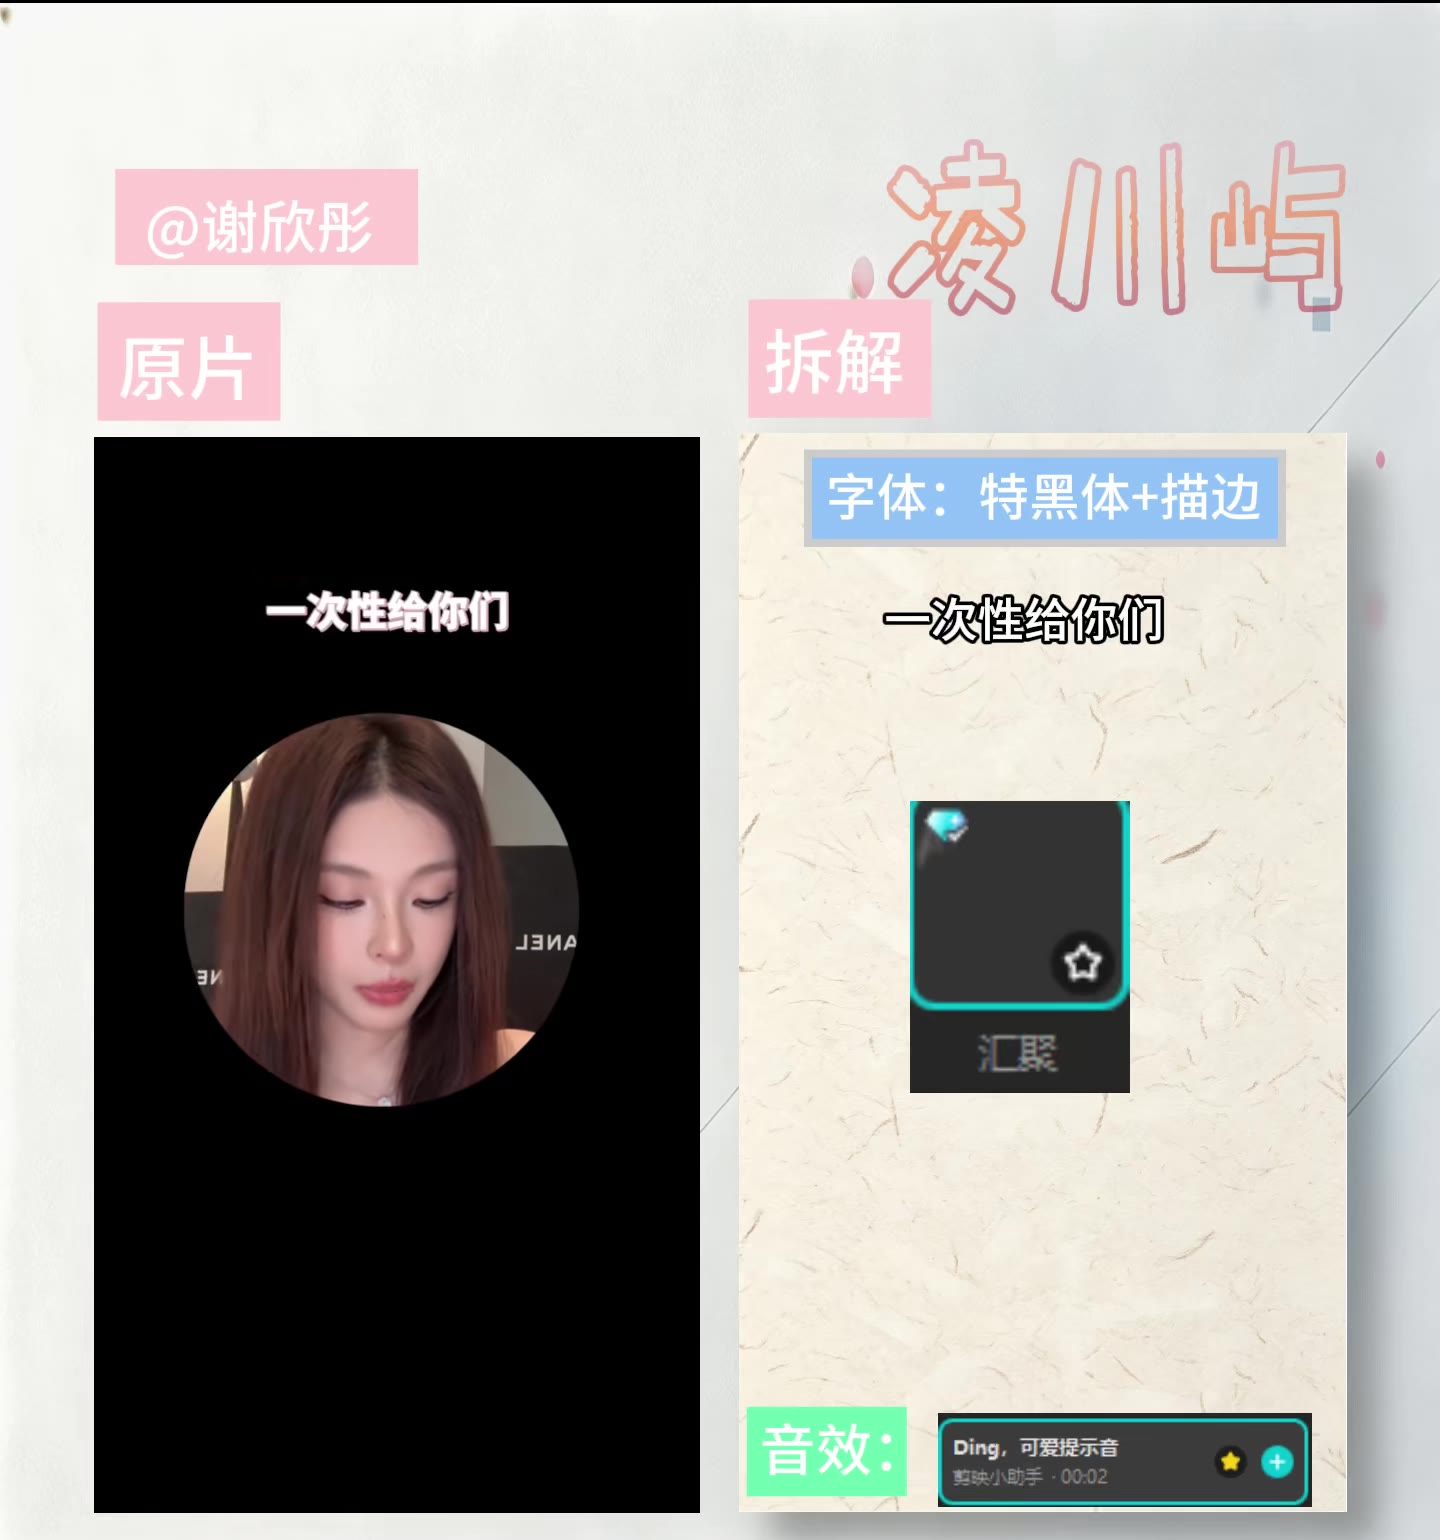 @谢欣彤
凌川屿
原片
拆解
字体：特黑体+描边
一次性给你们
一次性给你们
ANEL
NE
汇聚
音效：
Ding，可爱提示音
剪映小助手 · 00:02